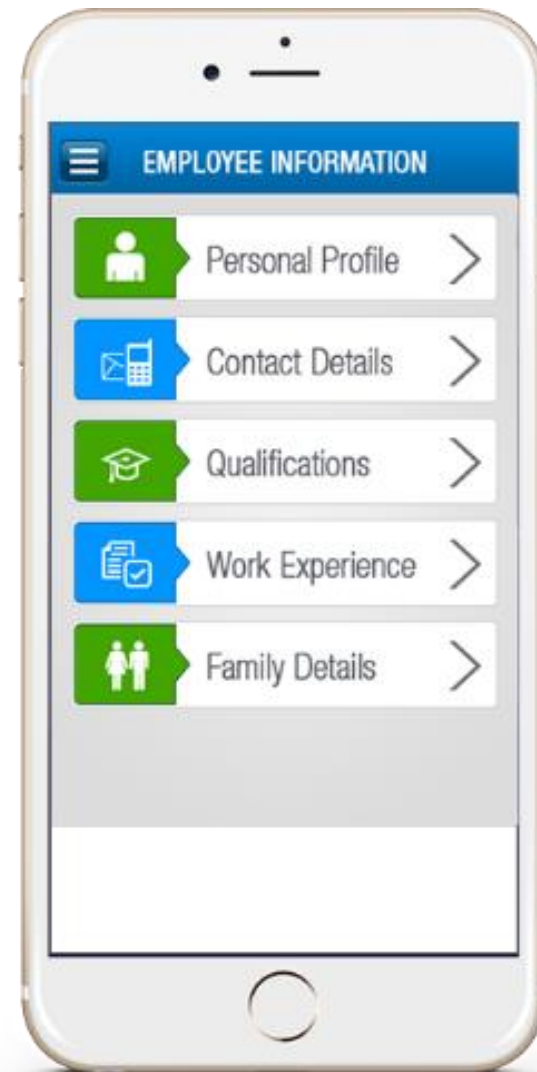 EMPLOYEE INFORMATION
Personal Profile
Contact Details
Qualifications
Work Experience
Family Details